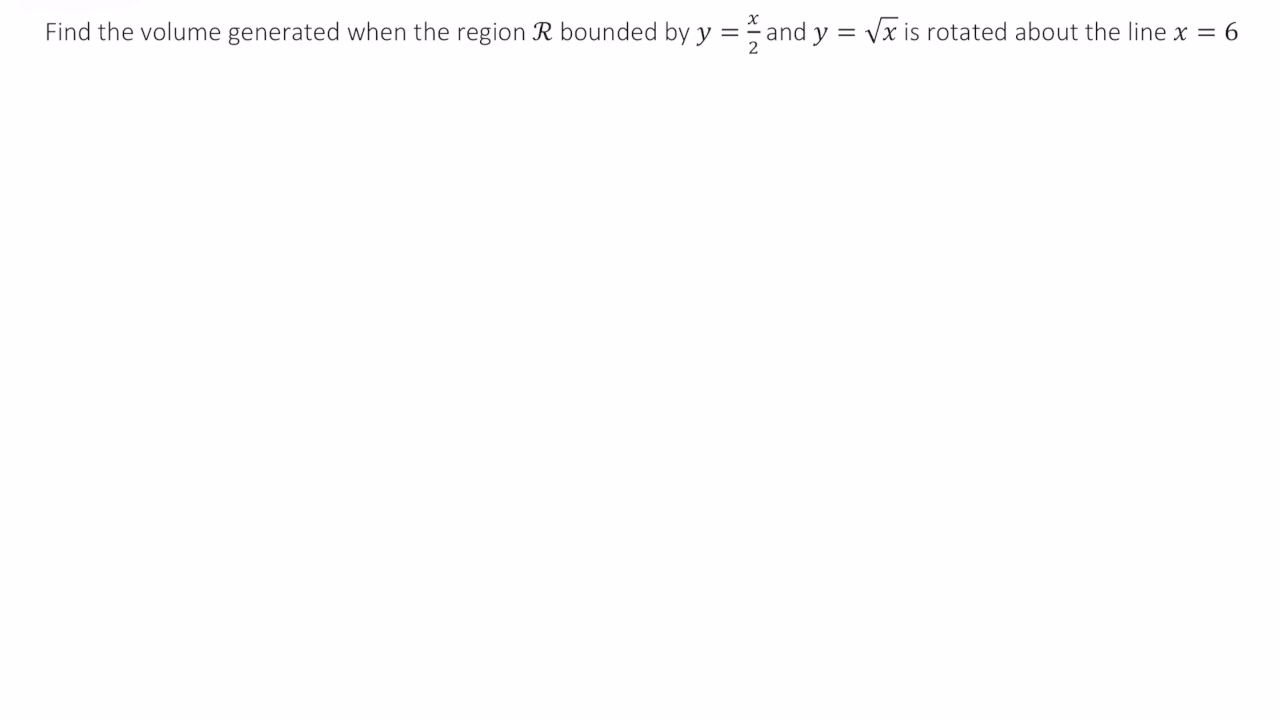 Find the volume generated when the region ℛ bounded by y = x/2 and y = √x is rotated about the line x = 6